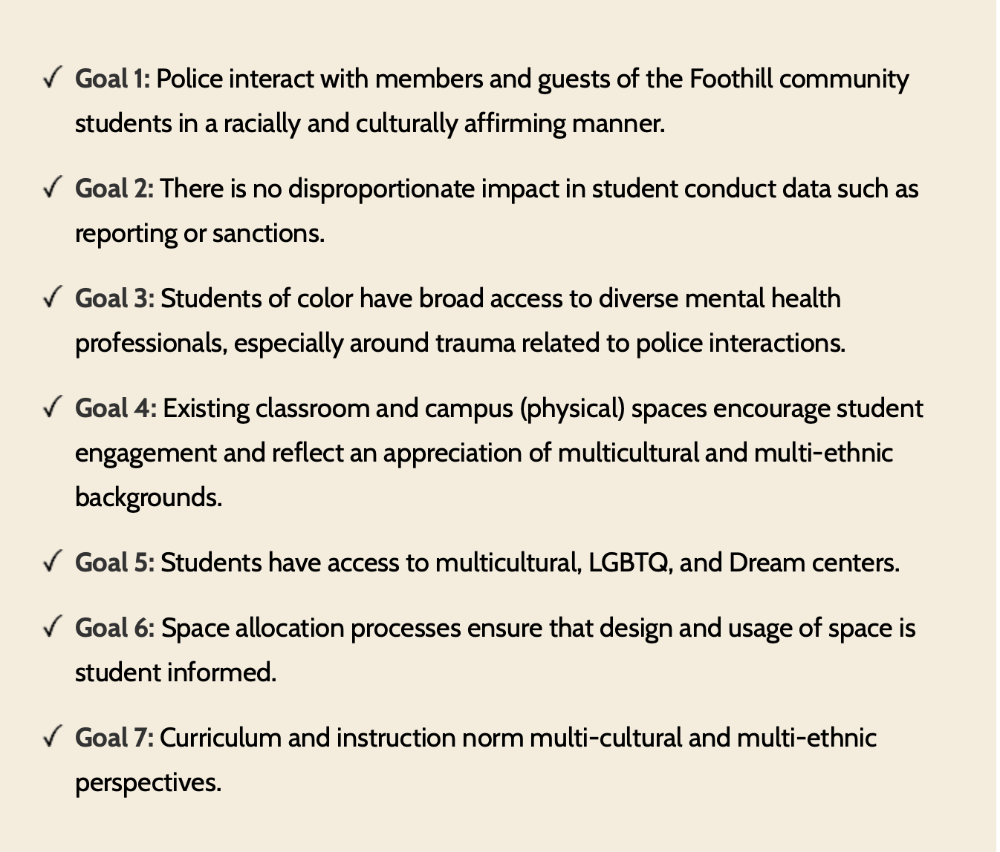 ✓ Goal 1: Police interact with members and guests of the Foothill community
students in a racially and culturally affirming manner.
✓ Goal 2: There is no disproportionate impact in student conduct data such as
reporting or sanctions.
✓ Goal 3: Students of color have broad access to diverse mental health
professionals, especially around trauma related to police interactions.
✓ Goal 4: Existing classroom and campus (physical) spaces encourage student
engagement and reflect an appreciation of multicultural and multi-ethnic
backgrounds.
✓ Goal 5: Students have access to multicultural, LGBTQ, and Dream centers.
✓ Goal 6: Space allocation processes ensure that design and usage of space is
student informed.
✓ Goal 7: Curriculum and instruction norm multi-cultural and multi-ethnic
perspectives.